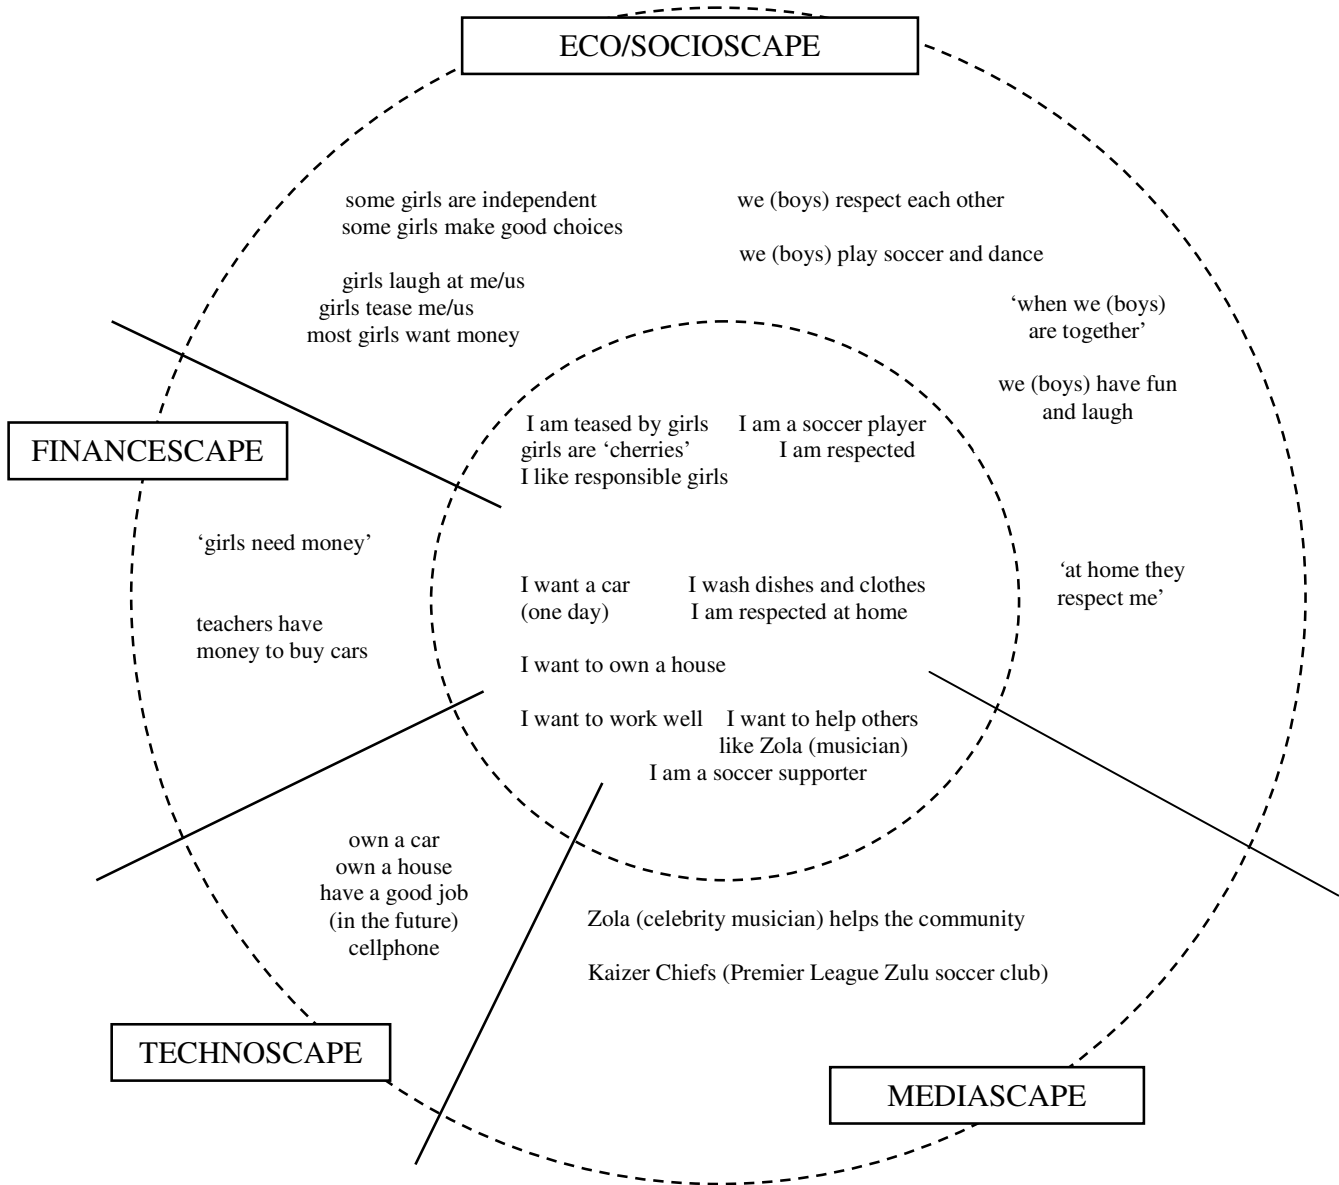 ECO/SOCIOSCAPE
some girls are independent
some girls make good choices
girls laugh at me/us
girls tease me/us
most girls want money
we (boys) respect each other
we (boys) play soccer and dance
‘when we (boys)
are together’
we (boys) have fun
and laugh
‘at home they
respect me’
FINANCESCAPE
‘girls need money’
teachers have
money to buy cars
I am teased by girls
girls are ‘cherries’
I like responsible girls
I am a soccer player
I am respected
I want a car
(one day)
I wash dishes and clothes
I am respected at home
I want to own a house
I want to work well
I want to help others
like Zola (musician)
I am a soccer supporter
own a car
own a house
have a good job
(in the future)
cellphone
TECHNOSCAPE
Zola (celebrity musician) helps the community
Kaizer Chiefs (Premier League Zulu soccer club)
MEDIASCAPE